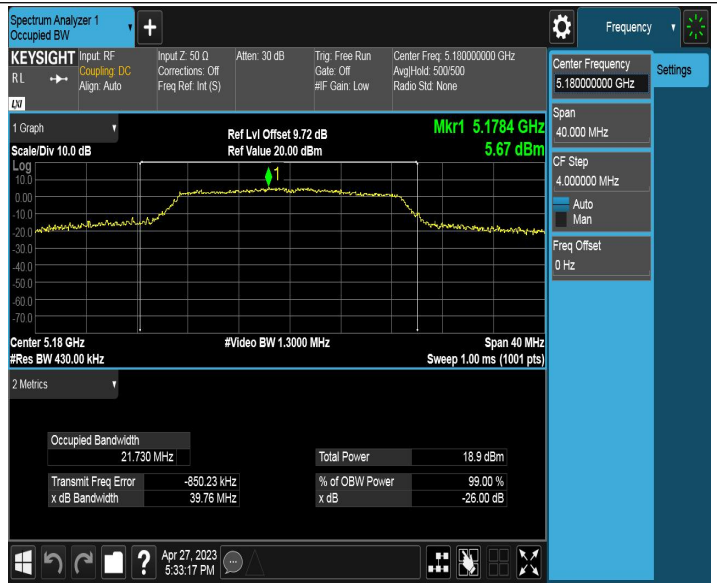 Spectrum Analyzer 1
Occupied BW
Frequency
KEYSIGHT
RL
LXI
Input: RF
Coupling: DC
Align: Auto
Input Z: 50 Ω
Corrections: Off
Freq Ref: Int (S)
Atten: 30 dB
Trig: Free Run
Gate: Off
#IF Gain: Low
Center Freq: 5.180000000 GHz
Avg|Hold: 500/500
Radio Std: None
1 Graph
Scale/Div 10.0 dB
Ref Lvl Offset 9.72 dB
Ref Value 20.00 dBm
Mkr1 5.1784 GHz
5.67 dBm
Log
10.0
0.00
-10.0
-20.0
-30.0
-40.0
-50.0
-60.0
-70.0
1
Center 5.18 GHz
#Res BW 430.00 kHz
#Video BW 1.3000 MHz
Span 40 MHz
Sweep 1.00 ms (1001 pts)
2 Metrics
Occupied Bandwidth
21.730 MHz
Transmit Freq Error -850.23 kHz
x dB Bandwidth 39.76 MHz
Total Power 18.9 dBm
% of OBW Power 99.00 %
x dB -26.00 dB
Apr 27, 2023
5:33:17 PM
Center Frequency
5.180000000 GHz
Span
40.000 MHz
CF Step
4.000000 MHz
Auto
Man
Freq Offset
0 Hz
Settings